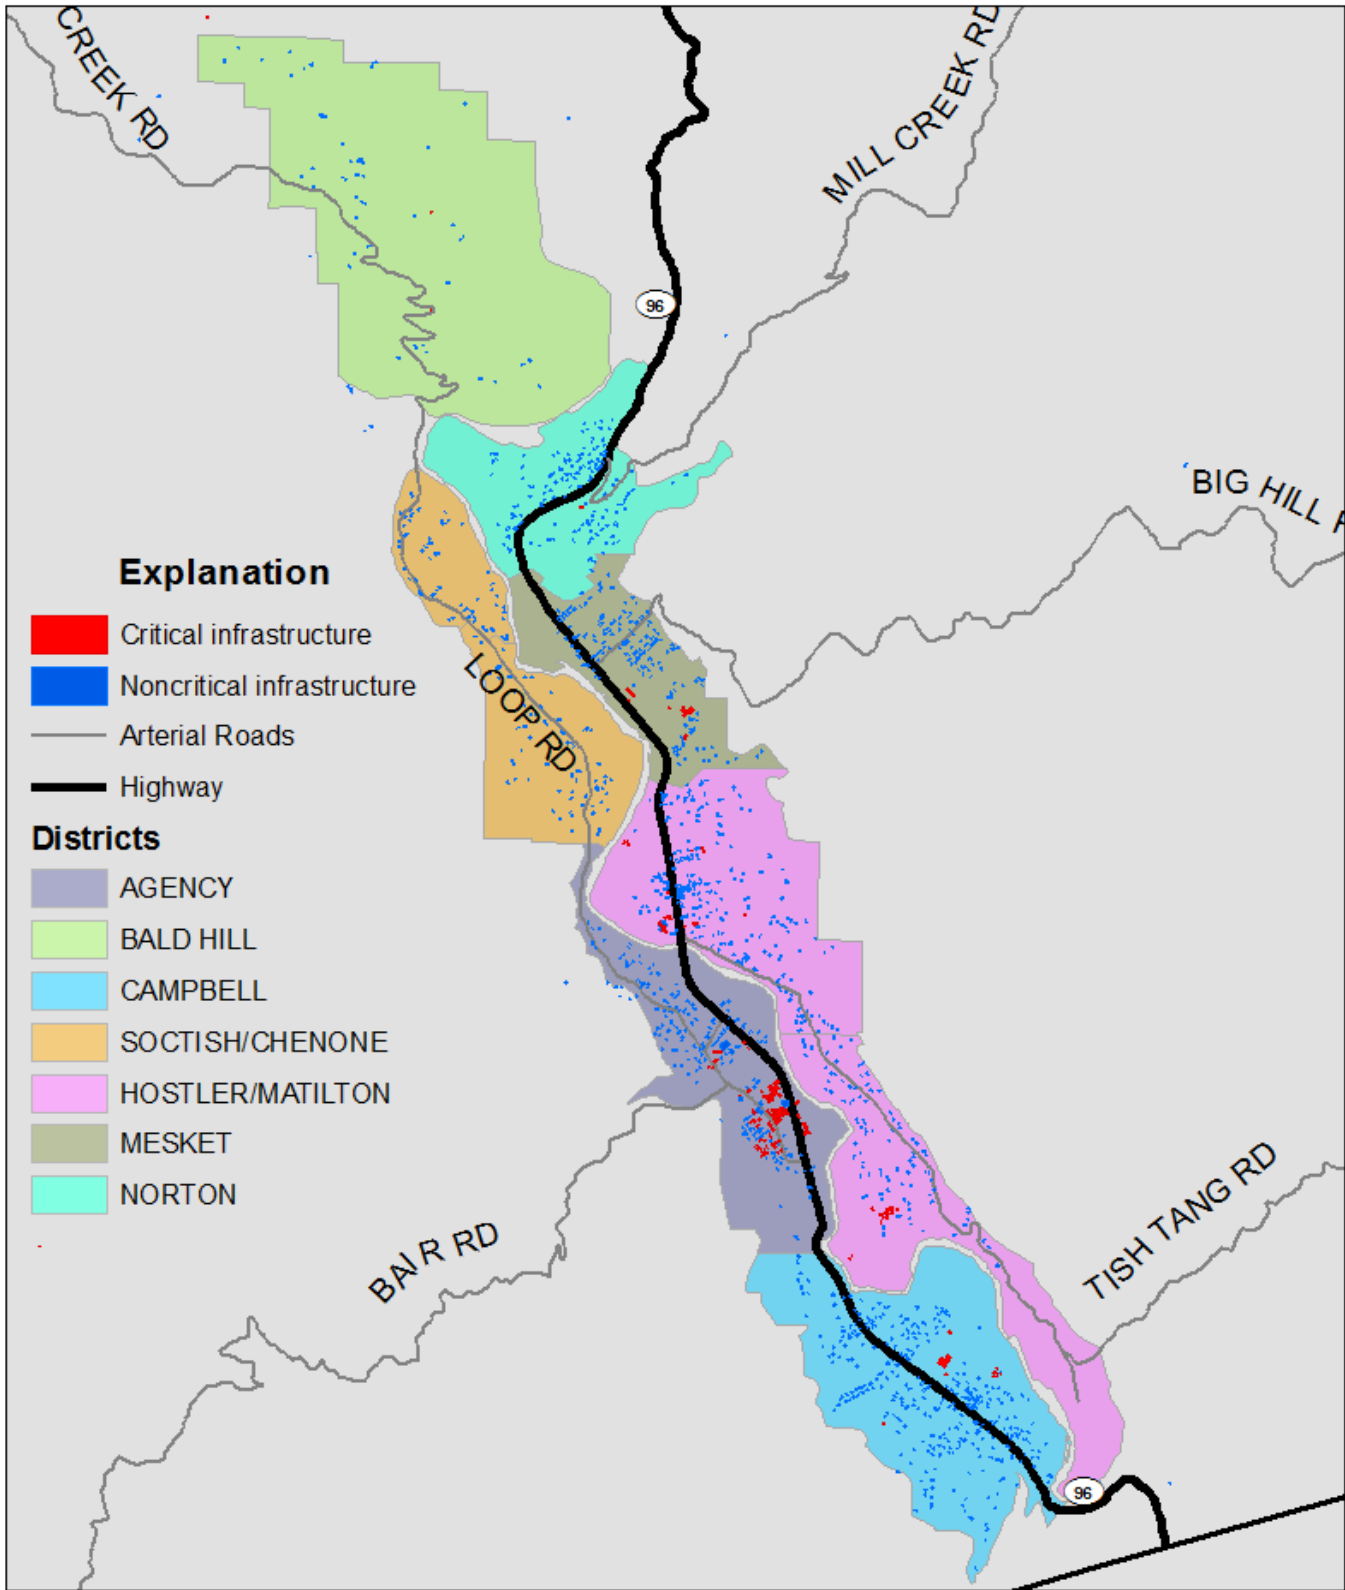 CREEK RD
MILL CREEK RD
96
BIG HILL
Explanation
Critical infrastructure
Noncritical infrastructure
Arterial Roads
Highway
Districts
AGENCY
BALD HILL
CAMPBELL
SOCTISH/CHENONE
HOSTLER/MATILTON
MESKET
NORTON
LOOP RD
BAIR RD
TISH TANG RD
96